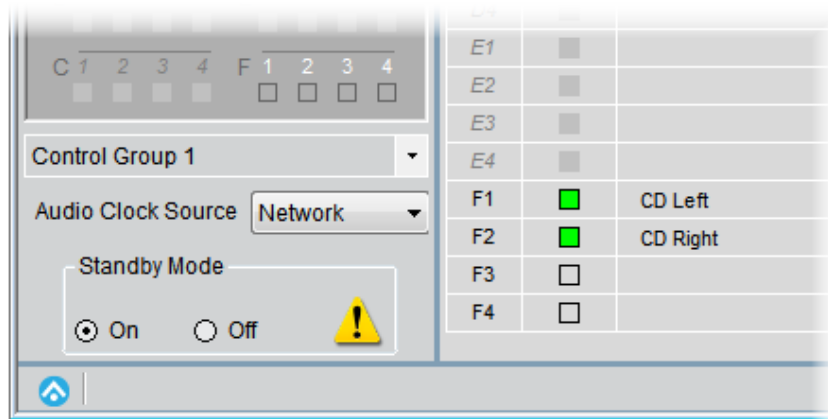 C 1 2 3 4 F 1 2 3 4
Control Group 1
Audio Clock Source Network
Standby Mode
On Off
E1
E2
E3
E4
F1 CD Left
F2 CD Right
F3
F4